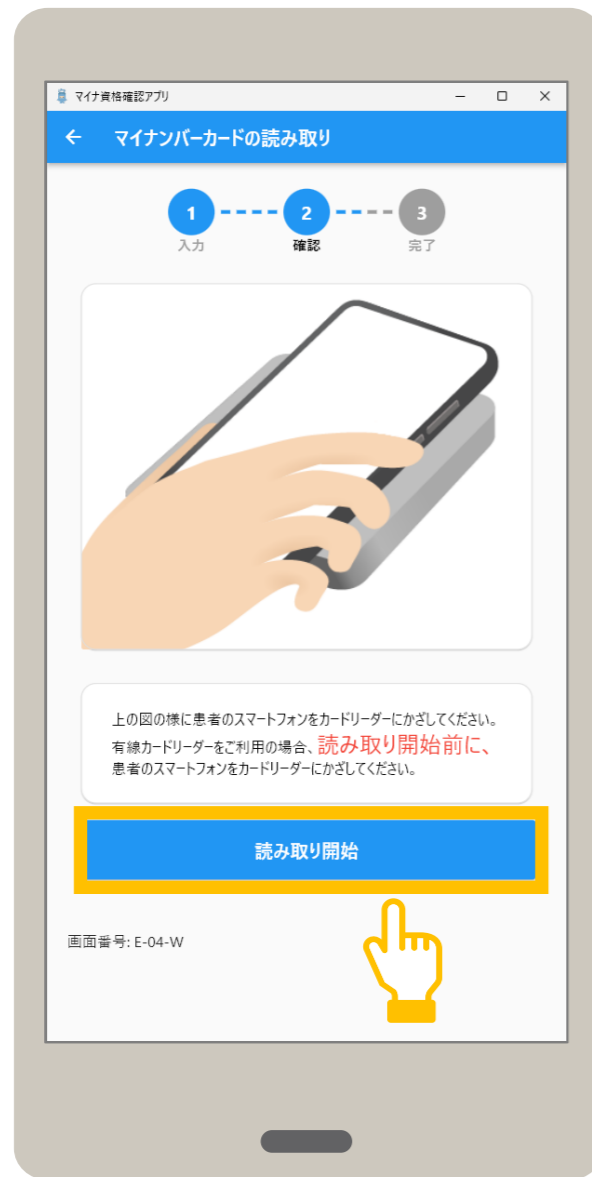 マイナ資格確認アプリ
マイナンバーカードの読み取り
1 2 3
入力 確認 完了
上の図の様に患者のスマートフォンをカードリーダーにかざしてください。
有線カードリーダーをご利用の場合、読み取り開始前に、
患者のスマートフォンをカードリーダーにかざしてください。
読み取り開始
画面番号: E-04-W